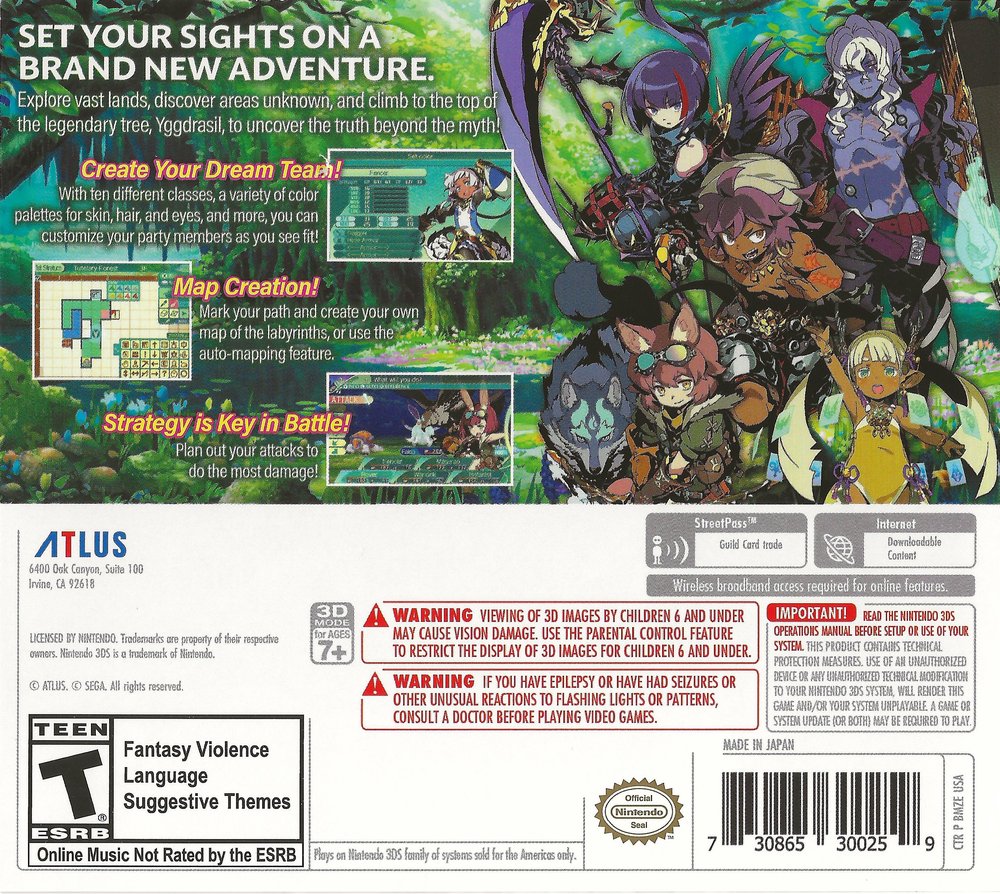 SET YOUR SIGHTS ON A
BRAND NEW ADVENTURE.
Explore vast lands, discover areas unknown, and climb to the top of
the legendary tree, Yggdrasil, to uncover the truth beyond the myth!
Create Your Dream Team!
With ten different classes, a variety of color
palettes for skin, hair, and eyes, and more, you can
customize your party members as you see fit!
Select color
Fencer
1st Stratum Tutelary Forest 3F
Map Creation!
Mark your path and create your own
map of the labyrinths, or use the
auto-mapping feature.
What will you do?
ATTACK
Strategy is Key in Battle!
Plan out your attacks to
do the most damage!
ATLUS
6400 Oak Canyon, Suite 100
Irvine, CA 92618
StreetPass™
Guild Card trade
Internet
Downloadable
Content
Wireless broadband access required for online features.
LICENSED BY NINTENDO. Trademarks are property of their respective
owners. Nintendo 3DS is a trademark of Nintendo.
© ATLUS. © SEGA. All rights reserved.
3D
MODE
for AGES
7+
WARNING VIEWING OF 3D IMAGES BY CHILDREN 6 AND UNDER
MAY CAUSE VISION DAMAGE. USE THE PARENTAL CONTROL FEATURE
TO RESTRICT THE DISPLAY OF 3D IMAGES FOR CHILDREN 6 AND UNDER.
WARNING IF YOU HAVE EPILEPSY OR HAVE HAD SEIZURES OR
OTHER UNUSUAL REACTIONS TO FLASHING LIGHTS OR PATTERNS,
CONSULT A DOCTOR BEFORE PLAYING VIDEO GAMES.
IMPORTANT! READ THE NINTENDO 3DS
OPERATIONS MANUAL BEFORE SETUP OR USE OF YOUR
SYSTEM. THIS PRODUCT CONTAINS TECHNICAL
PROTECTION MEASURES. USE OF AN UNAUTHORIZED
DEVICE OR ANY UNAUTHORIZED TECHNICAL MODIFICATION
TO YOUR NINTENDO 3DS SYSTEM, WILL RENDER THIS
GAME AND/OR YOUR SYSTEM UNPLAYABLE. A GAME OR
SYSTEM UPDATE (OR BOTH) MAY BE REQUIRED TO PLAY.
TEEN
T®
ESRB
Fantasy Violence
Language
Suggestive Themes
Online Music Not Rated by the ESRB
Plays on Nintendo 3DS family of systems sold for the Americas only.
Official
Nintendo
Seal
™
MADE IN JAPAN
7 30865 30025 9
CTR P BMZE USA